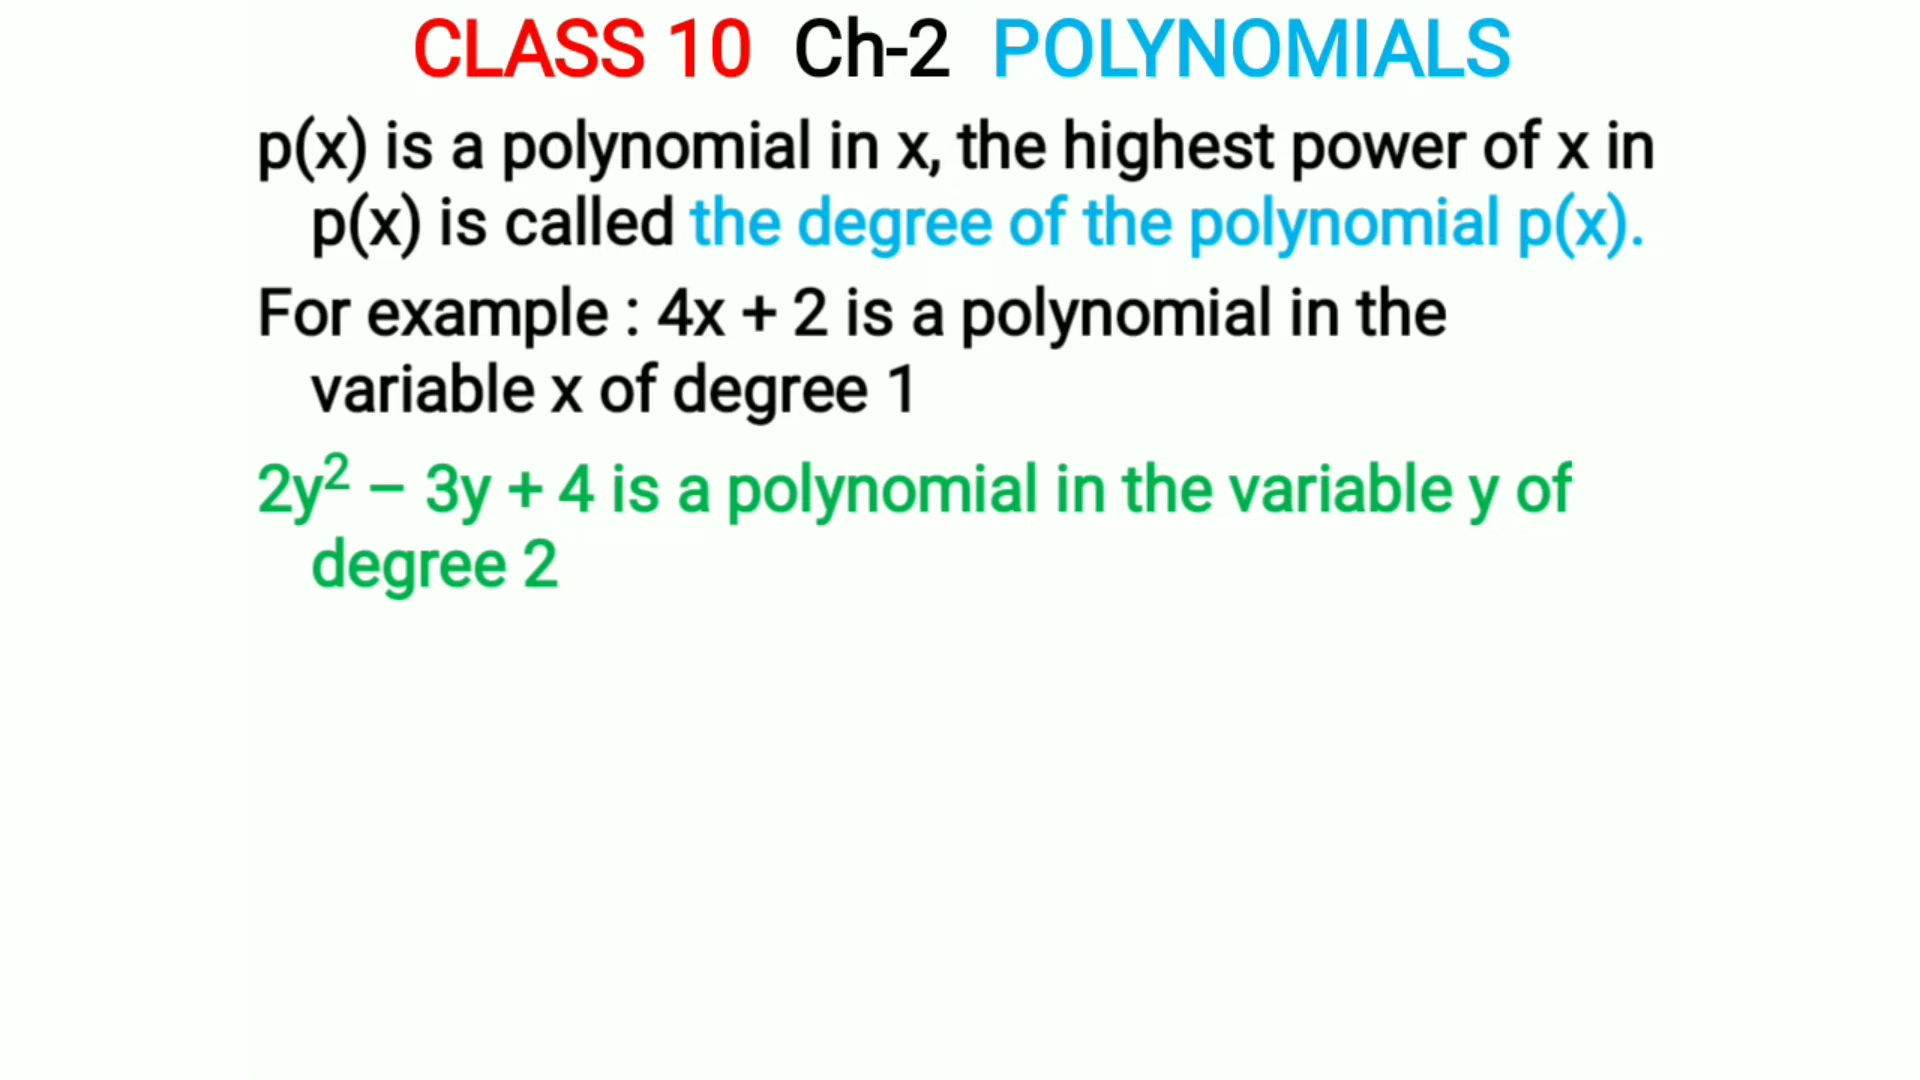 CLASS 10 Ch-2 POLYNOMIALS
p(x) is a polynomial in x, the highest power of x in
p(x) is called the degree of the polynomial p(x).
For example : 4x + 2 is a polynomial in the
variable x of degree 1
2y² – 3y + 4 is a polynomial in the variable y of
degree 2